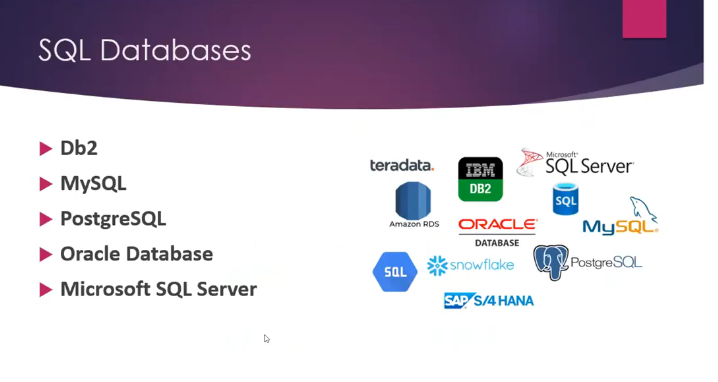 SQL Databases
Db2
MySQL
PostgreSQL
Oracle Database
Microsoft SQL Server
teradata.
IBM
DB2
Microsoft®
SQL Server®
Amazon RDS
SQL
ORACLE®
DATABASE
MySQL®
SQL
snowflake
PostgreSQL
SAP S/4 HANA